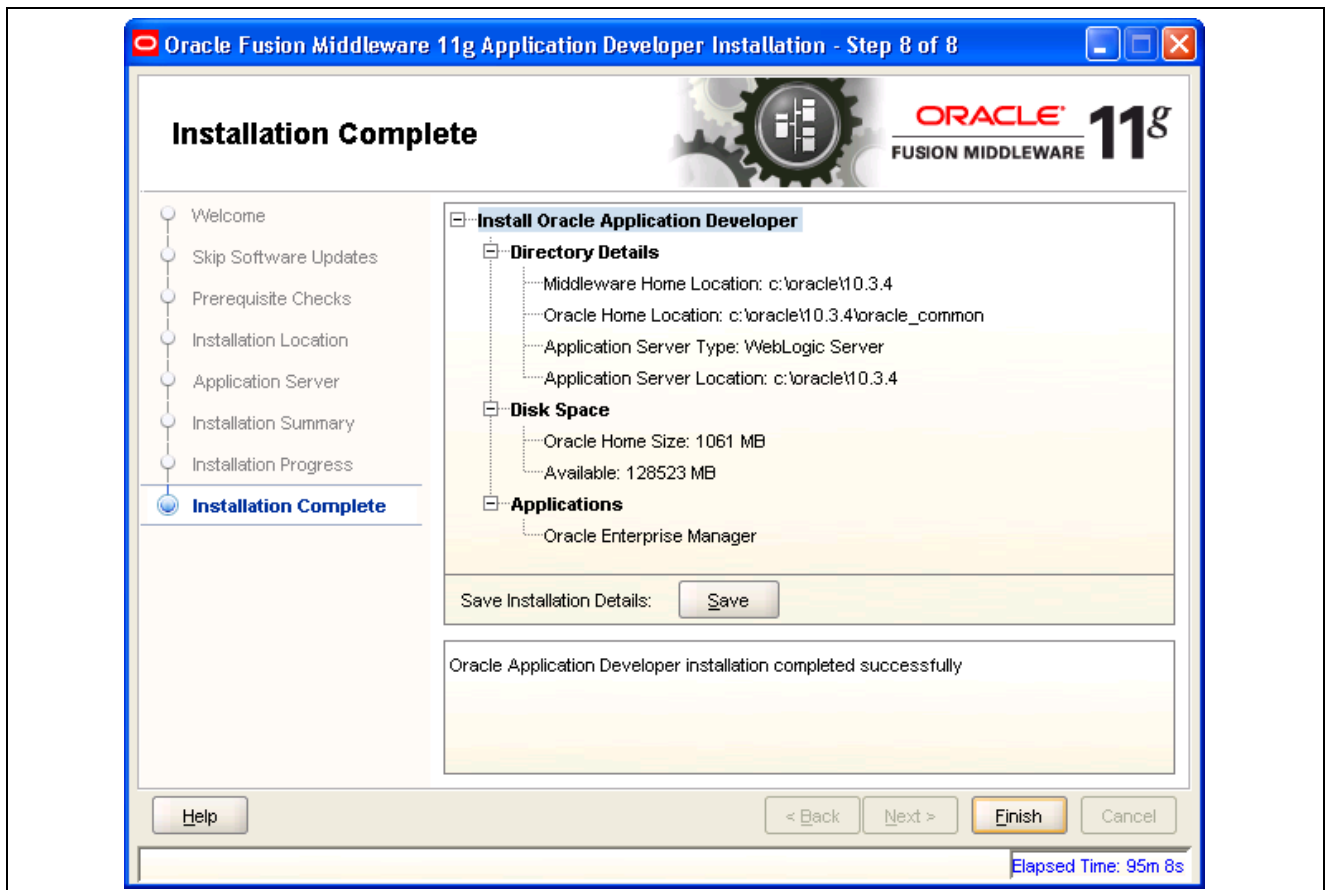 Oracle Fusion Middleware 11g Application Developer Installation - Step 8 of 8
Installation Complete
ORACLE
FUSION MIDDLEWARE
11g
Welcome
Skip Software Updates
Prerequisite Checks
Installation Location
Application Server
Installation Summary
Installation Progress
Installation Complete
Install Oracle Application Developer
Directory Details
Middleware Home Location: c:\oracle\10.3.4
Oracle Home Location: c:\oracle\10.3.4\oracle_common
Application Server Type: WebLogic Server
Application Server Location: c:\oracle\10.3.4
Disk Space
Oracle Home Size: 1061 MB
Available: 128523 MB
Applications
Oracle Enterprise Manager
Save Installation Details: Save
Oracle Application Developer installation completed successfully
Help < Back Next > Finish Cancel
Elapsed Time: 95m 8s